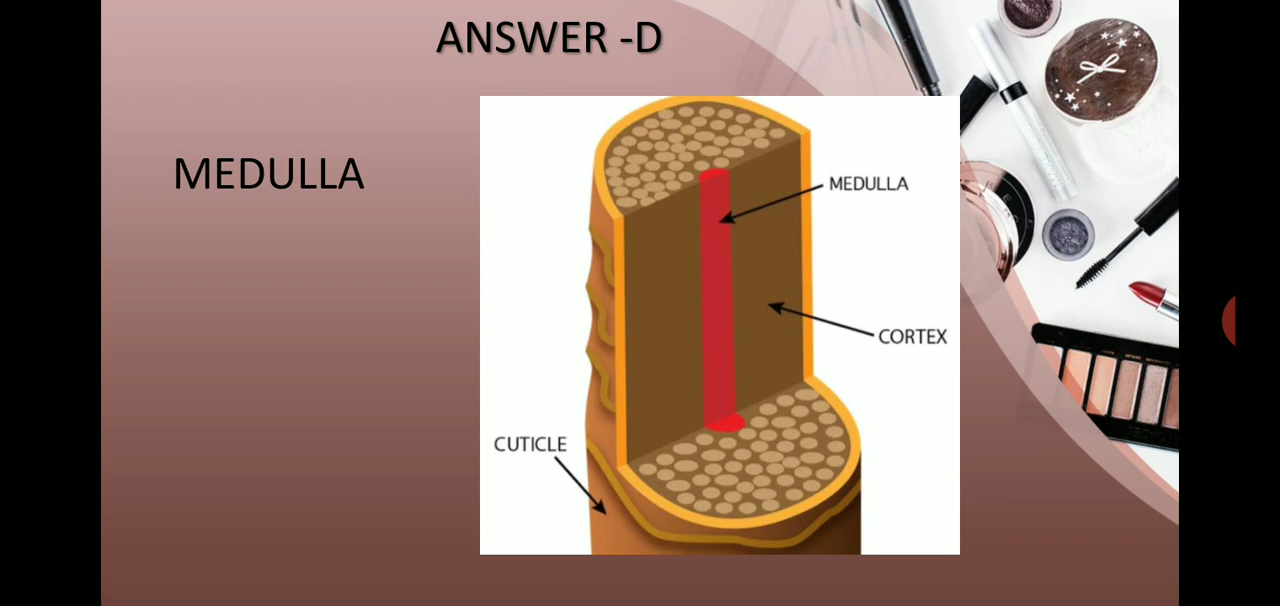 ANSWER -D
MEDULLA
MEDULLA
CORTEX
CUTICLE